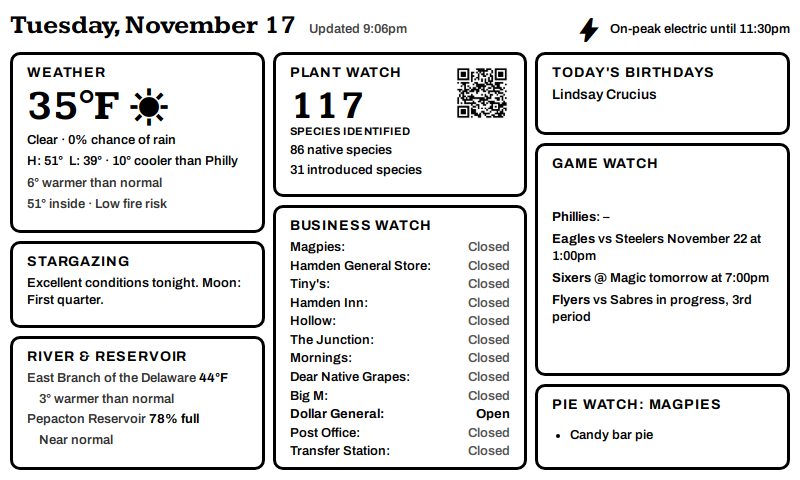 Tuesday, November 17 Updated 9:06pm
On-peak electric until 11:30pm
WEATHER
35°F
Clear · 0% chance of rain
H: 51° L: 39° · 10° cooler than Philly
6° warmer than normal
51° inside · Low fire risk
STARGAZING
Excellent conditions tonight. Moon:
First quarter.
RIVER & RESERVOIR
East Branch of the Delaware 44°F
3° warmer than normal
Pepacton Reservoir 78% full
Near normal
PLANT WATCH
117
SPECIES IDENTIFIED
86 native species
31 introduced species
BUSINESS WATCH
Magpies: Closed
Hamden General Store: Closed
Tiny's: Closed
Hamden Inn: Closed
Hollow: Closed
The Junction: Closed
Mornings: Closed
Dear Native Grapes: Closed
Big M: Closed
Dollar General: Open
Post Office: Closed
Transfer Station: Closed
TODAY'S BIRTHDAYS
Lindsay Crucius
GAME WATCH
Phillies: –
Eagles vs Steelers November 22 at
1:00pm
Sixers @ Magic tomorrow at 7:00pm
Flyers vs Sabres in progress, 3rd
period
PIE WATCH: MAGPIES
• Candy bar pie